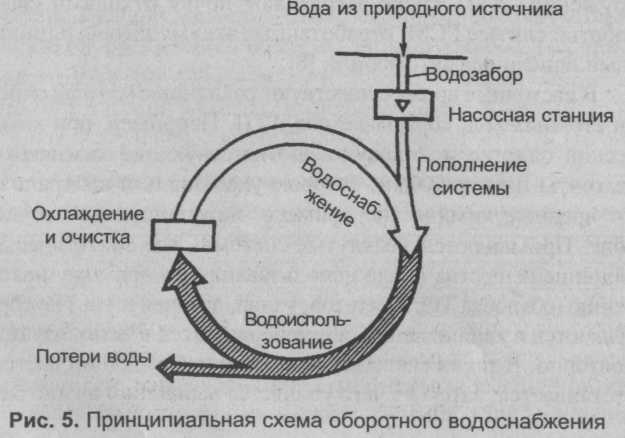 Вода из природного источника
Водозабор
Насосная станция
Пополнение
системы
Водоснаб-
жение
Охлаждение
и очистка
Водоисполь-
зование
Потери воды
Рис. 5. Принципиальная схема оборотного водоснабжения